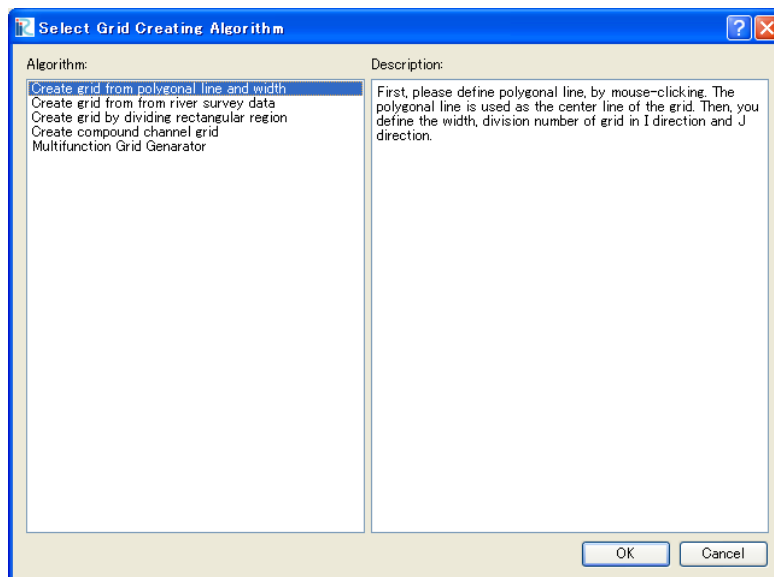 Select Grid Creating Algorithm
Algorithm:
Create grid from polygonal line and width
Create grid from from river survey data
Create grid by dividing rectangular region
Create compound channel grid
Multifunction Grid Genarator
Description:
First, please define polygonal line, by mouse-clicking. The
polygonal line is used as the center line of the grid. Then, you
define the width, division number of grid in I direction and J
direction.
OK
Cancel